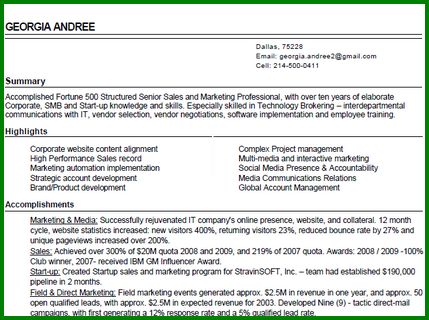 GEORGIA ANDREE
Dallas, 75228
Email: georgia.andree2@gmail.com
Cell: 214-500-0411
Summary
Accomplished Fortune 500 Structured Senior Sales and Marketing Professional, with over ten years of elaborate
Corporate, SMB and Start-up knowledge and skills. Especially skilled in Technology Brokering – interdepartmental
communications with IT, vendor selection, vendor negotiations, software implementation and employee training.
Highlights
Corporate website content alignment
High Performance Sales record
Marketing automation implementation
Strategic account development
Brand/Product development
Complex Project management
Multi-media and interactive marketing
Social Media Presence & Accountability
Media Communications Relations
Global Account Management
Accomplishments
Marketing & Media: Successfully rejuvenated IT company's online presence, website, and collateral. 12 month
cycle, website statistics increased: new visitors 400%, returning visitors 23%, reduced bounce rate by 27% and
unique pageviews increased over 200%.
Sales: Achieved over 300% of $20M quota 2008 and 2009, and 219% of 2007 quota. Awards: 2008 / 2009 -100%
Club winner, 2007- received IBM GM Influencer Award.
Start-up: Created Startup sales and marketing program for StravinSOFT, Inc. – team had established $190,000
pipeline in 2 months.
Field & Direct Marketing: Field marketing events generated approx. $2.5M in revenue in one year, and approx. 50
open qualified leads, with approx. $2.5M in expected revenue for 2003. Developed Nine (9) - tactic direct-mail
campaigns, with first generating a 12% response rate and a 5% qualified lead rate.